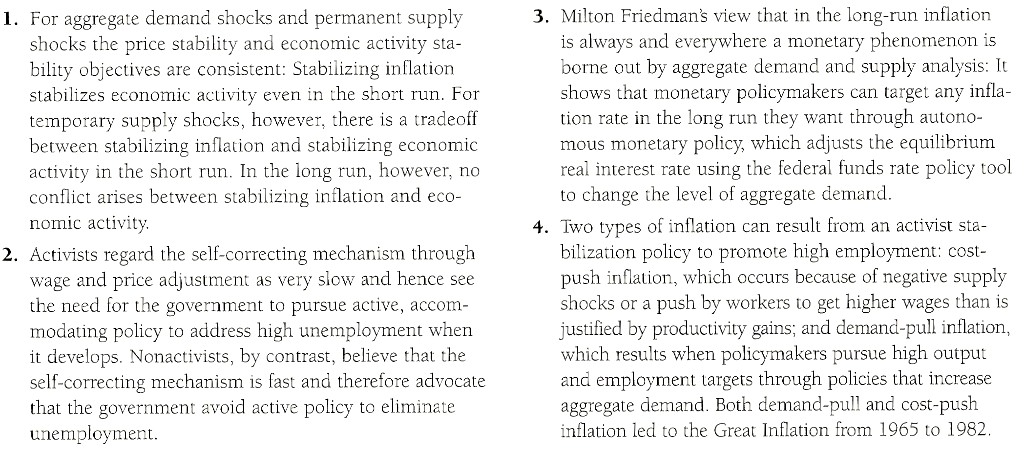 1. For aggregate demand shocks and permanent supply
shocks the price stability and economic activity sta-
bility objectives are consistent: Stabilizing inflation
stabilizes economic activity even in the short run. For
temporary supply shocks, however, there is a tradeoff
between stabilizing inflation and stabilizing economic
activity in the short run. In the long run, however, no
conflict arises between stabilizing inflation and eco-
nomic activity.
2. Activists regard the self-correcting mechanism through
wage and price adjustment as very slow and hence see
the need for the government to pursue active, accom-
modating policy to address high unemployment when
it develops. Nonactivists, by contrast, believe that the
self-correcting mechanism is fast and therefore advocate
that the government avoid active policy to eliminate
unemployment.
3. Milton Friedman's view that in the long-run inflation
is always and everywhere a monetary phenomenon is
borne out by aggregate demand and supply analysis: It
shows that monetary policymakers can target any infla-
tion rate in the long run they want through autono-
mous monetary policy, which adjusts the equilibrium
real interest rate using the federal funds rate policy tool
to change the level of aggregate demand.
4. Two types of inflation can result from an activist sta-
bilization policy to promote high employment: cost-
push inflation, which occurs because of negative supply
shocks or a push by workers to get higher wages than is
justified by productivity gains; and demand-pull inflation,
which results when policymakers pursue high output
and employment targets through policies that increase
aggregate demand. Both demand-pull and cost-push
inflation led to the Great Inflation from 1965 to 1982.